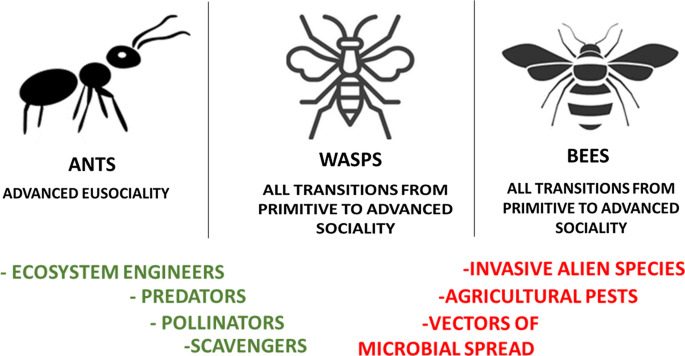 ANTS
ADVANCED EUSOCIALITY
WASPS
ALL TRANSITIONS FROM
PRIMITIVE TO ADVANCED
SOCIALITY
BEES
ALL TRANSITIONS FROM
PRIMITIVE TO ADVANCED
SOCIALITY
- ECOSYSTEM ENGINEERS
- PREDATORS
- POLLINATORS
-SCAVENGERS
-INVASIVE ALIEN SPECIES
-AGRICULTURAL PESTS
-VECTORS OF
MICROBIAL SPREAD